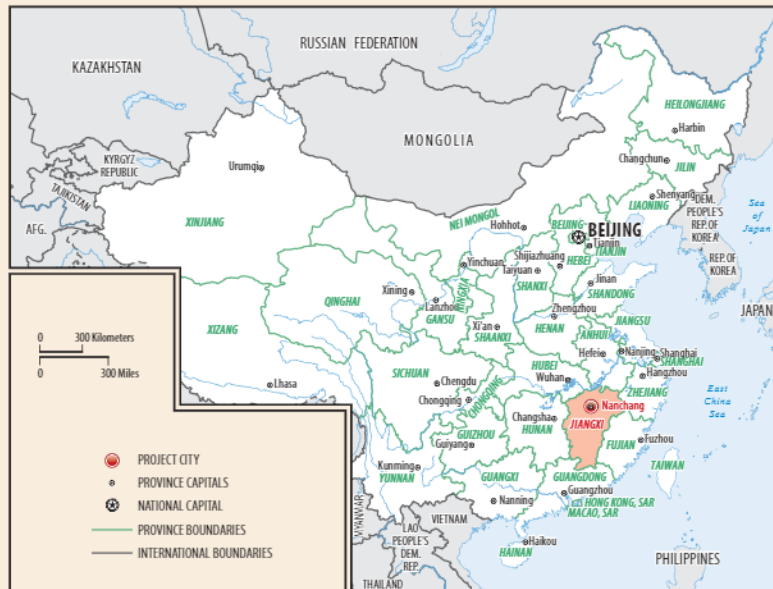 RUSSIAN FEDERATION
KAZAKHSTAN
MONGOLIA
HEILONGJIANG
Harbin
Changchun
JILIN
KYRGYZ
REPUBLIC
Urumqi
TAJIKISTAN
Shenyang
LIAONING
DEM.
PEOPLE'S
REP. OF
KOREA
Sea
of
Japan
XINJIANG
AFG.
NEI MONGOL
Hohhot
BEIJING
BEIJING
Tianjin
TIANJIN
HEBEI
REP. OF
KOREA
Yinchuan
NINGXIA
Shijiazhuang
Taiyuan
SHANXI
Jinan
SHANDONG
JAPAN
QINGHAI
Xining
Lanzhou
GANSU
Zhengzhou
HENAN
JIANGSU
Xi'an
SHAANXI
ANHUI
Hefei
Nanjing
Shanghai
SHANGHAI
XIZANG
HUBEI
Wuhan
Hangzhou
ZHEJIANG
SICHUAN
Chengdu
Chongqing
CHONGQING
East
China
Sea
Lhasa
Nanchang
JIANGXI
Changsha
HUNAN
GUIZHOU
Guiyang
FUJIAN
Fuzhou
TAIWAN
Kunming
YUNNAN
GUANGXI
GUANGDONG
Guangzhou
Nanning
HONG KONG, SAR
MACAO, SAR
MYANMAR
VIETNAM
LAO
PEOPLE'S
DEM.
REP.
Haikou
HAINAN
THAILAND
PHILIPPINES
0 300 Kilometers
0 300 Miles
PROJECT CITY
PROVINCE CAPITALS
NATIONAL CAPITAL
PROVINCE BOUNDARIES
INTERNATIONAL BOUNDARIES